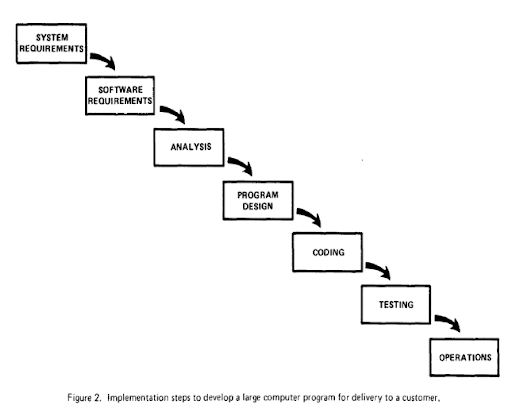 SYSTEM
REQUIREMENTS
SOFTWARE
REQUIREMENTS
ANALYSIS
PROGRAM
DESIGN
CODING
TESTING
OPERATIONS
Figure 2. Implementation steps to develop a large computer program for delivery to a customer.